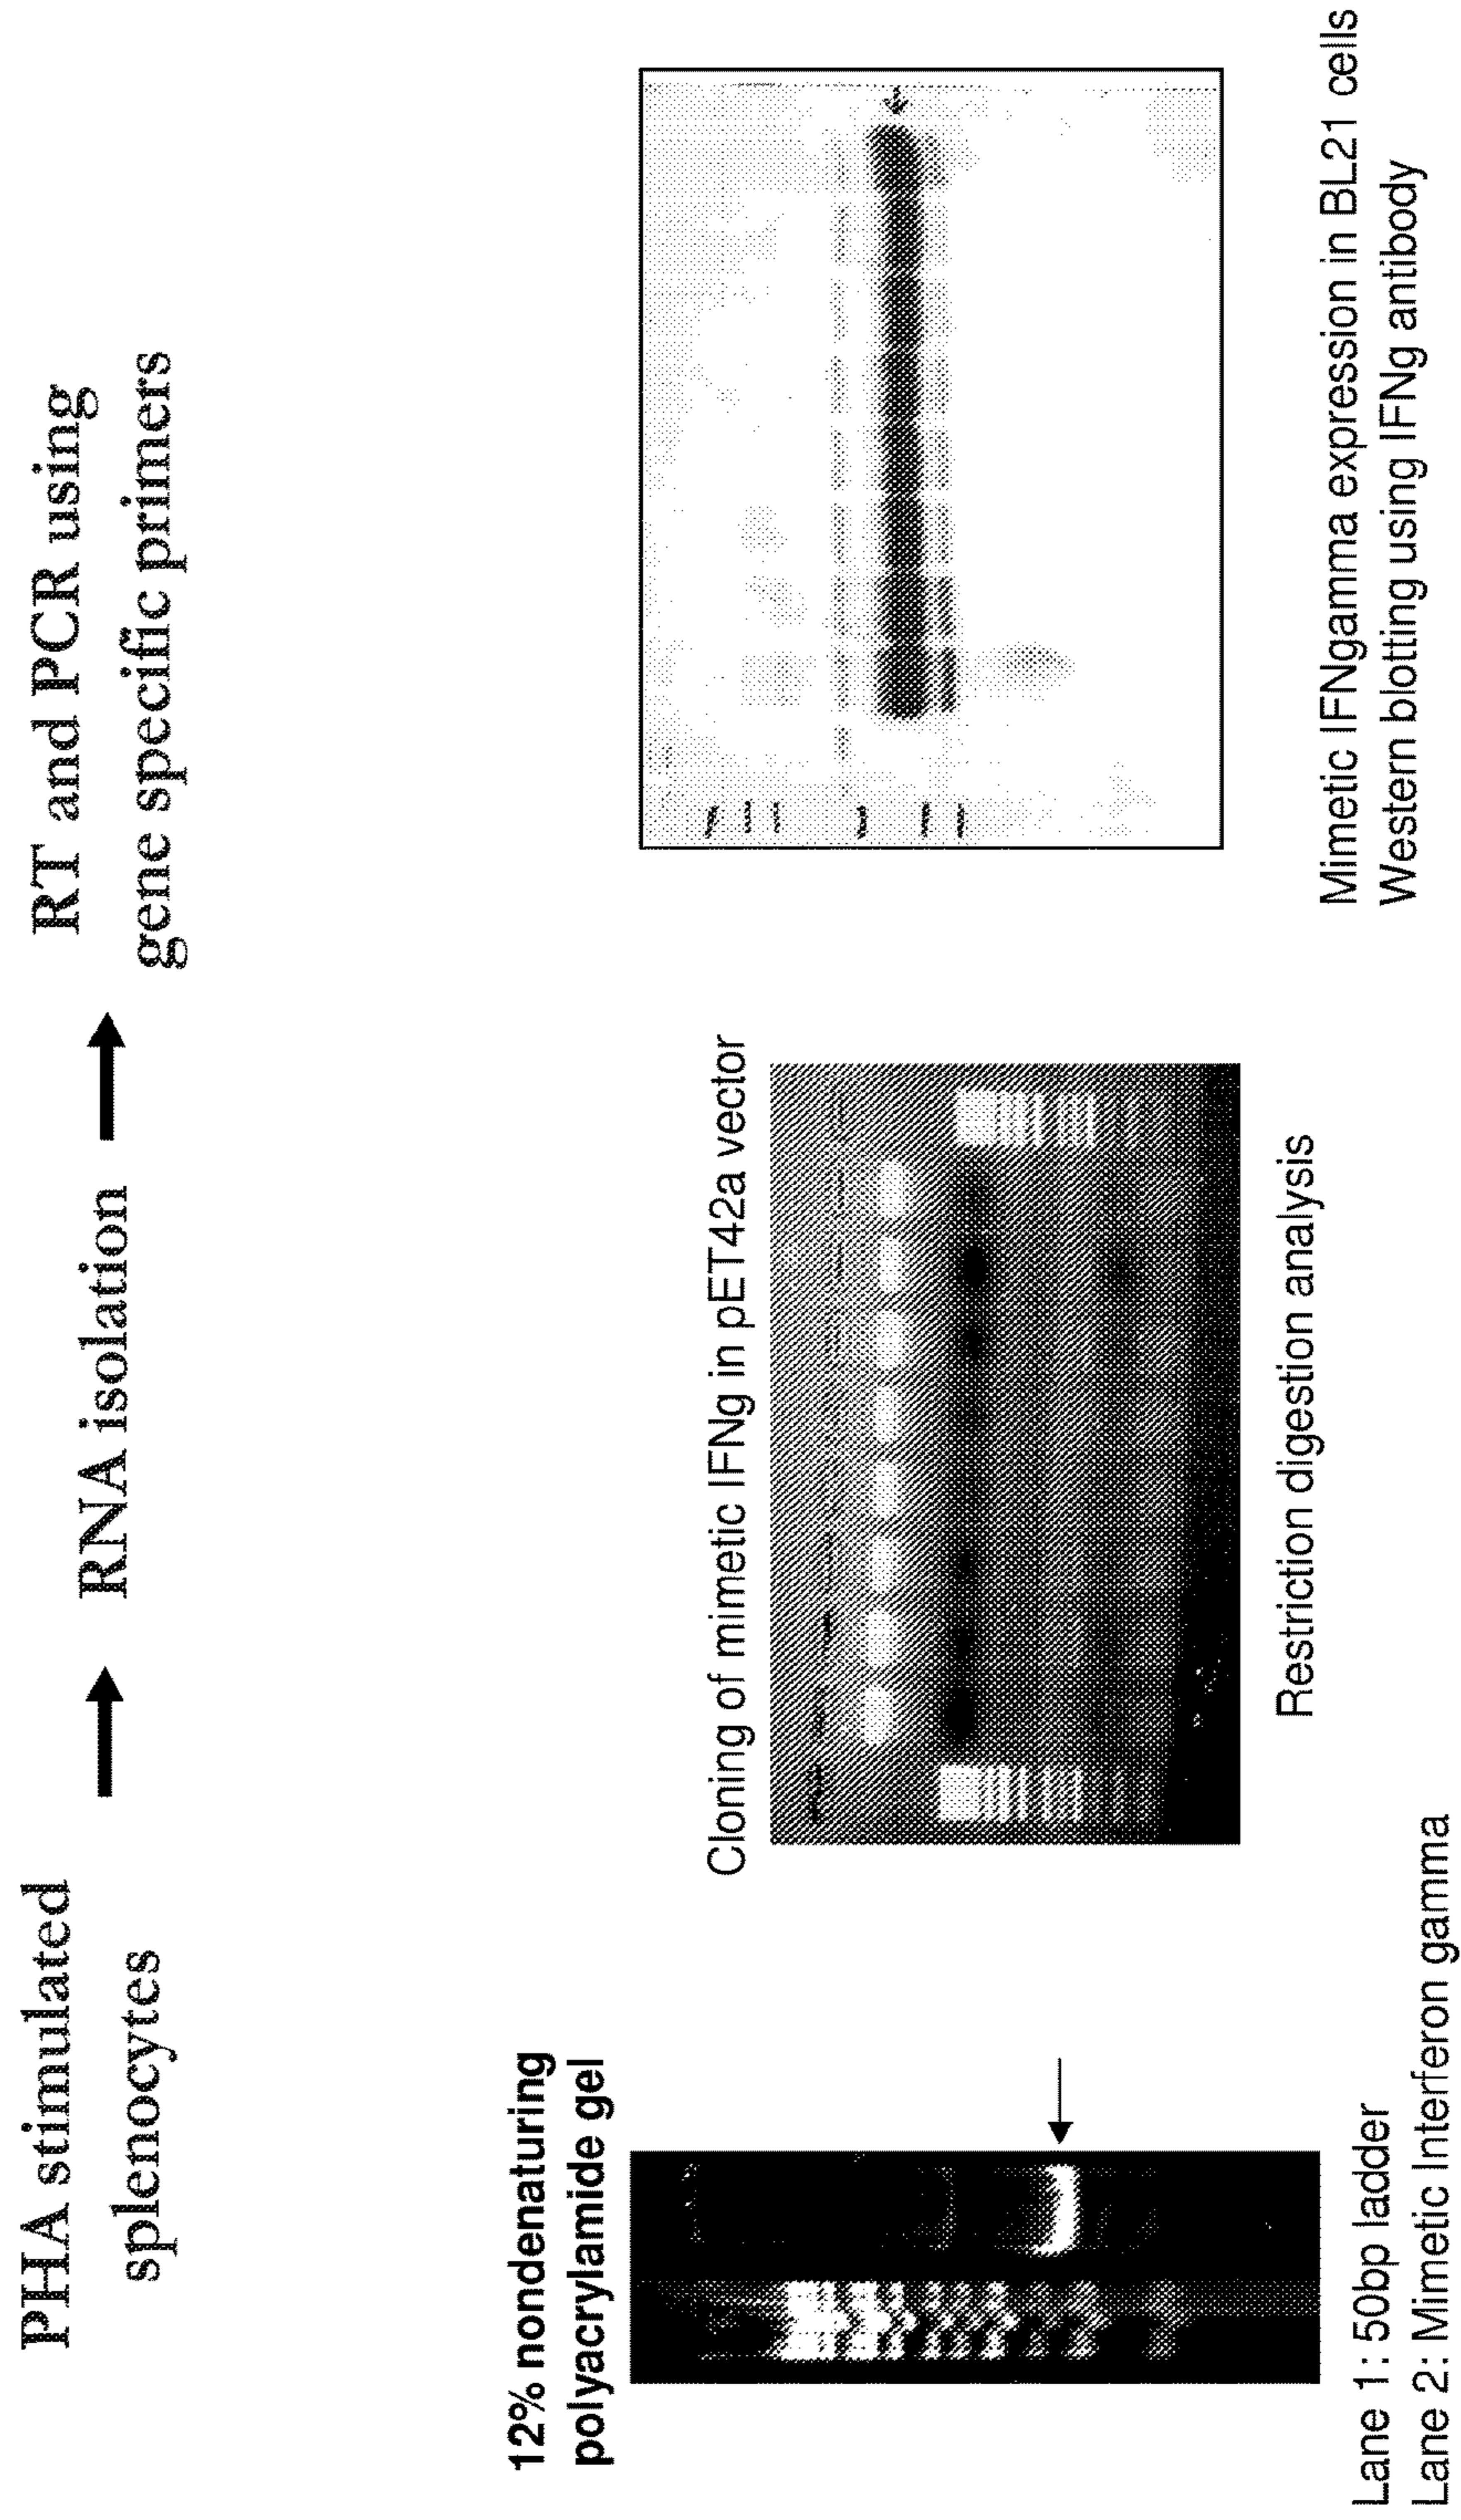 PHA stimulated
splenocytes
RNA isolation
RT and PCR using
gene specific primers
12% nondenaturing
polyacrylamide gel
Lane 1: 50bp ladder
Lane 2: Mimetic Interferon gamma
Cloning of mimetic IFNg in pET42a vector
Restriction digestion analysis
Mimetic IFNgamma expression in BL21 cells
Western blotting using IFNg antibody